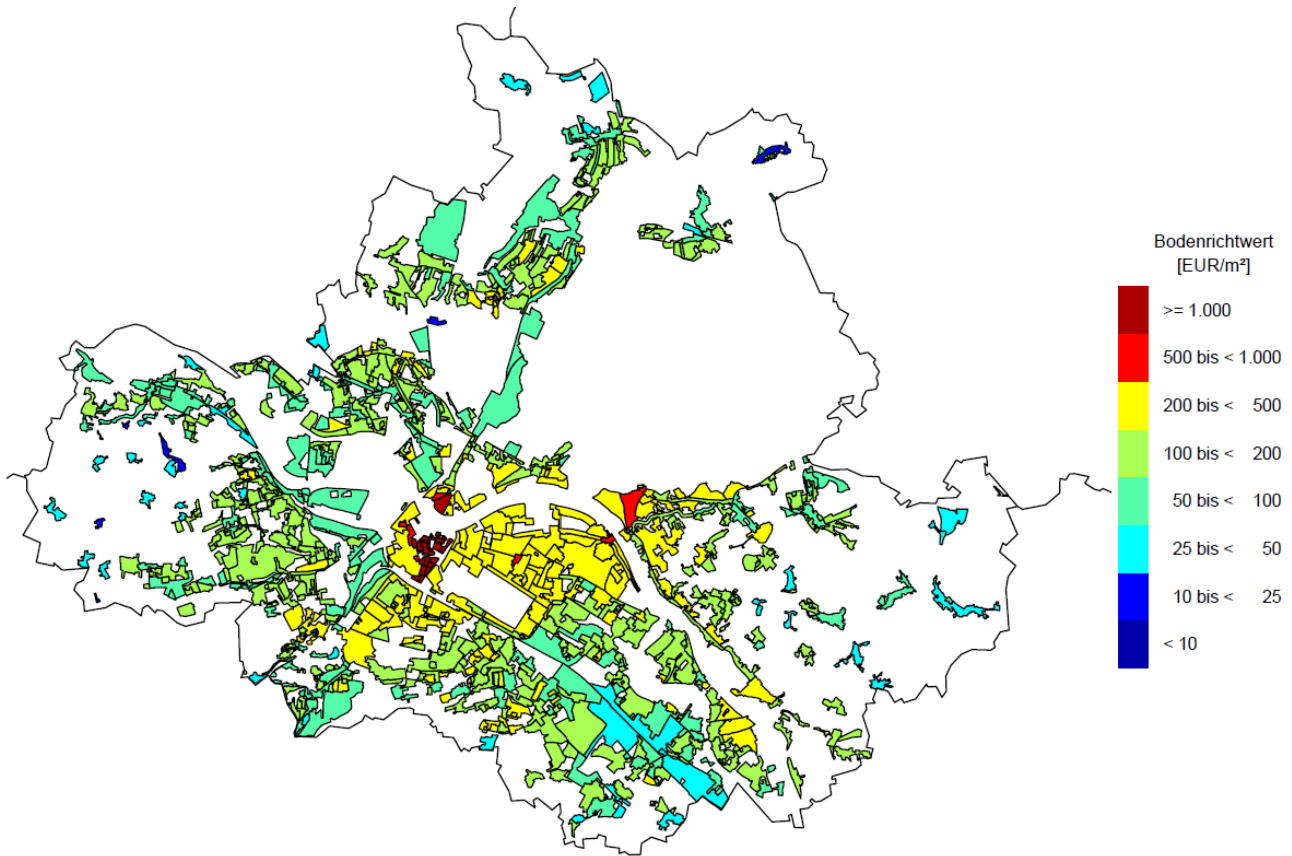 Bodenrichtwert
[EUR/m²]
>= 1.000
500 bis < 1.000
200 bis < 500
100 bis < 200
50 bis < 100
25 bis < 50
10 bis < 25
< 10